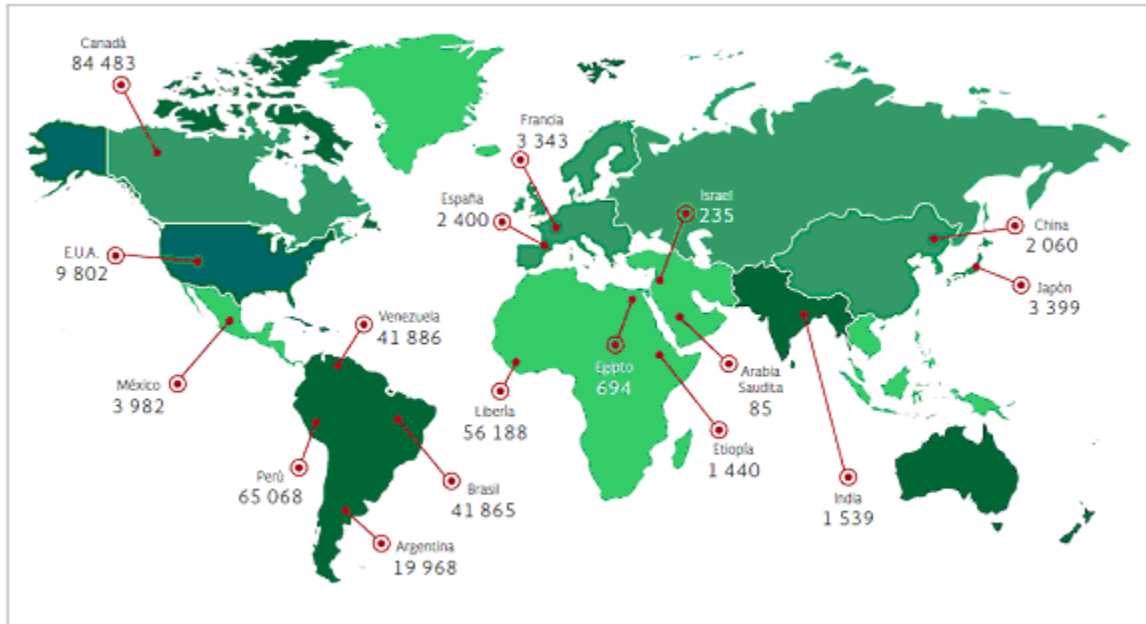 Canadá
84 483
Francia
3 343
España
2 400
Israel
235
China
2 060
E.U.A.
9 802
Japón
3 399
Venezuela
41 886
México
3 982
Liberia
56 188
Egipto
694
Arabia
Saudita
85
Etiopía
1 440
Perú
65 068
Brasil
41 865
India
1 539
Argentina
19 968